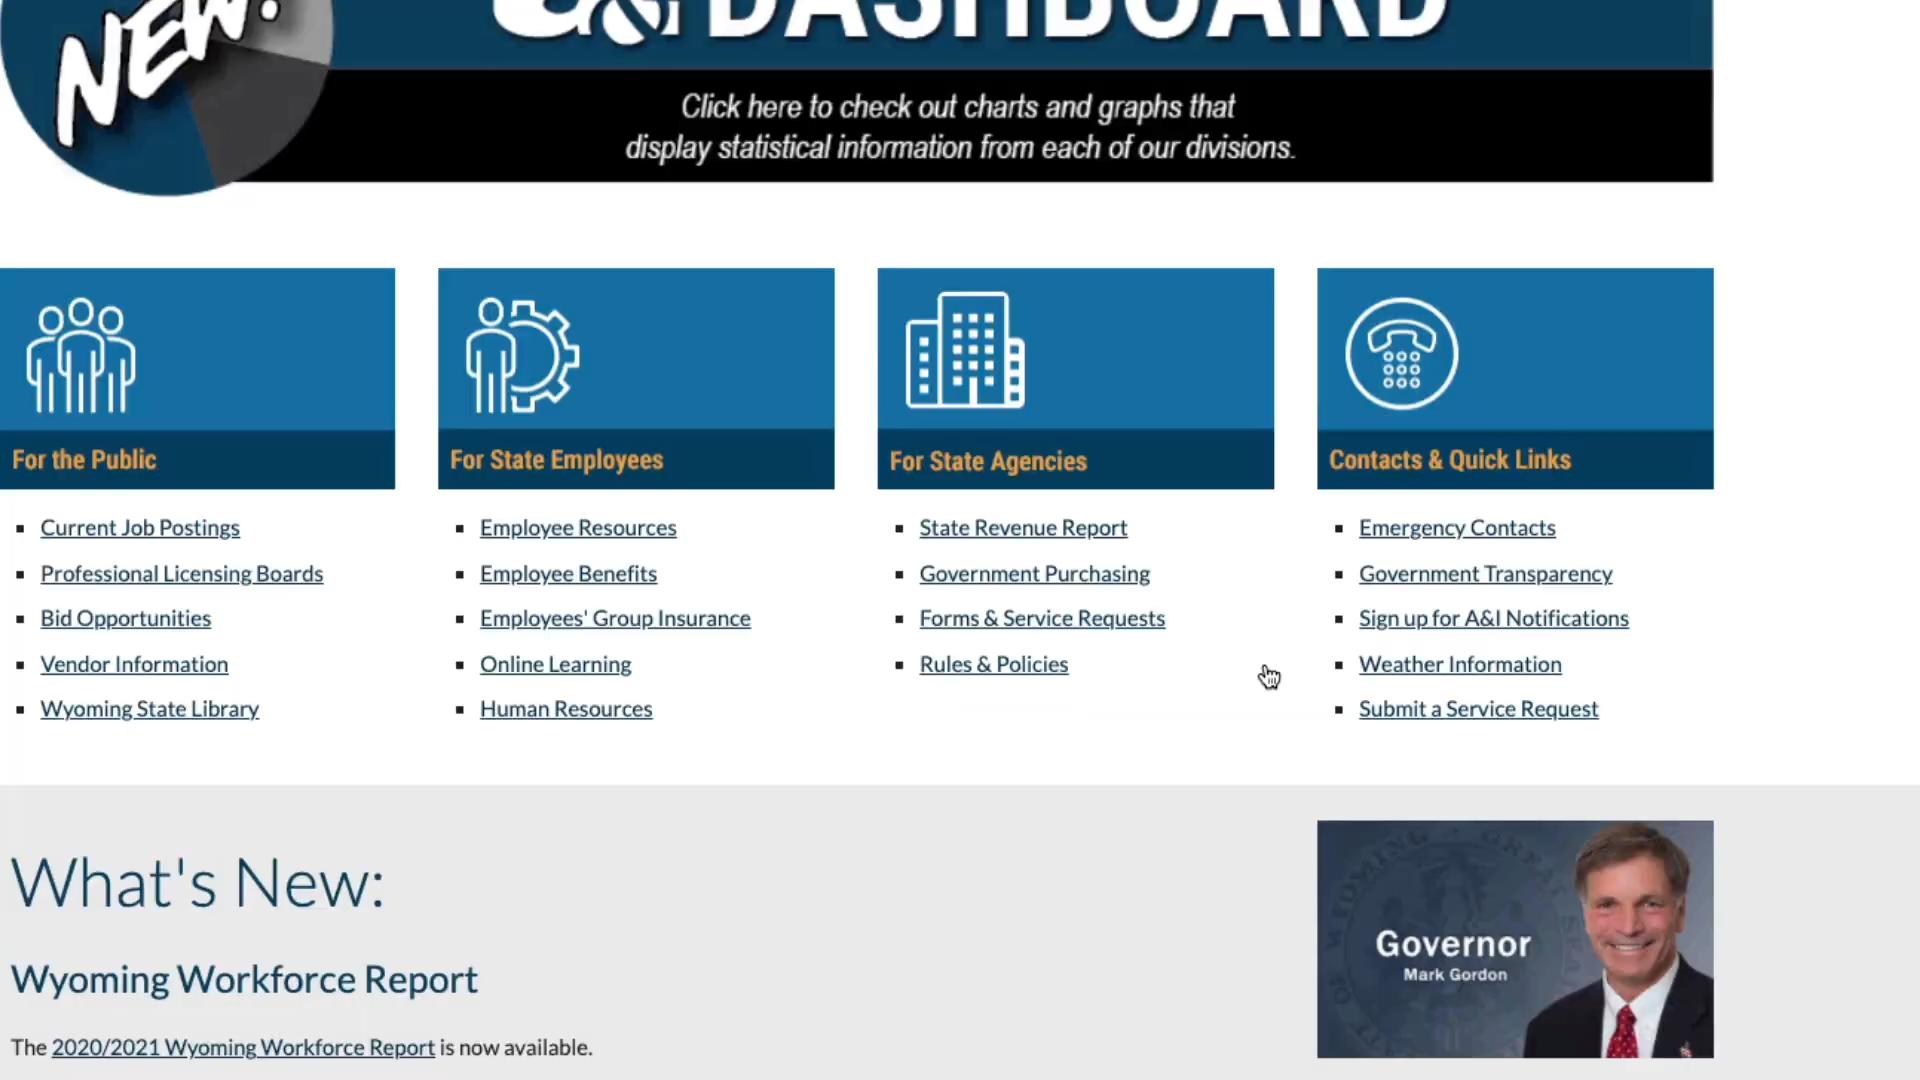 NEW!
& DASHBOARD
Click here to check out charts and graphs that
display statistical information from each of our divisions.
For the Public
Current Job Postings
Professional Licensing Boards
Bid Opportunities
Vendor Information
Wyoming State Library
For State Employees
Employee Resources
Employee Benefits
Employees' Group Insurance
Online Learning
Human Resources
For State Agencies
State Revenue Report
Government Purchasing
Forms & Service Requests
Rules & Policies
Contacts & Quick Links
Emergency Contacts
Government Transparency
Sign up for A&I Notifications
Weather Information
Submit a Service Request
What's New:
Wyoming Workforce Report
The 2020/2021 Wyoming Workforce Report is now available.
Governor
Mark Gordon